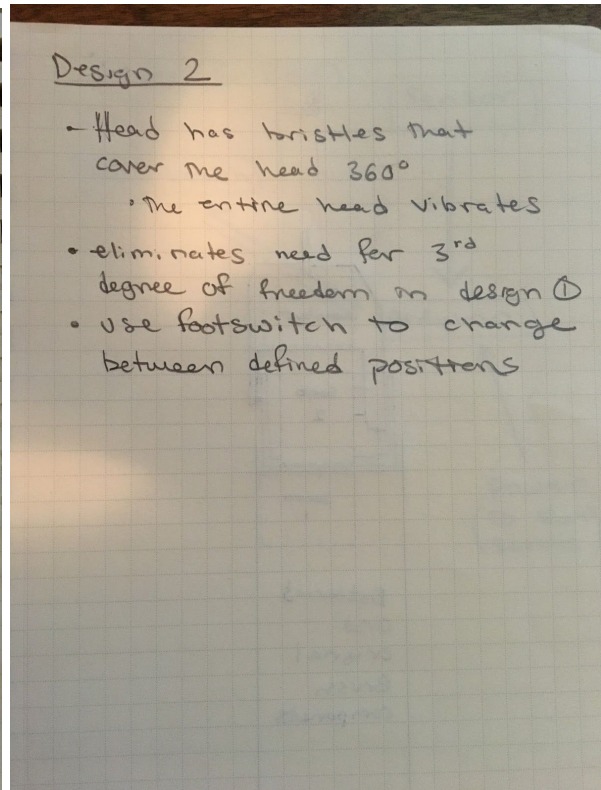 Design 2
- Head has bristles that
cover the head 360°
• The entire head vibrates
• eliminates need for 3rd
degree of freedom in design ①
• use footswitch to change
between defined positions